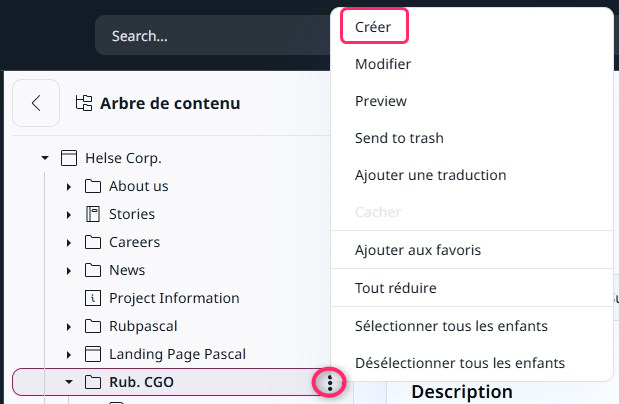 Search...
Créer
Modifier
Preview
Send to trash
Ajouter une traduction
Cacher
Ajouter aux favoris
Tout réduire
Sélectionner tous les enfants
Désélectionner tous les enfants
Arbre de contenu
Helse Corp.
About us
Stories
Careers
News
Project Information
Rubpascal
Landing Page Pascal
Rub. CGO
Description